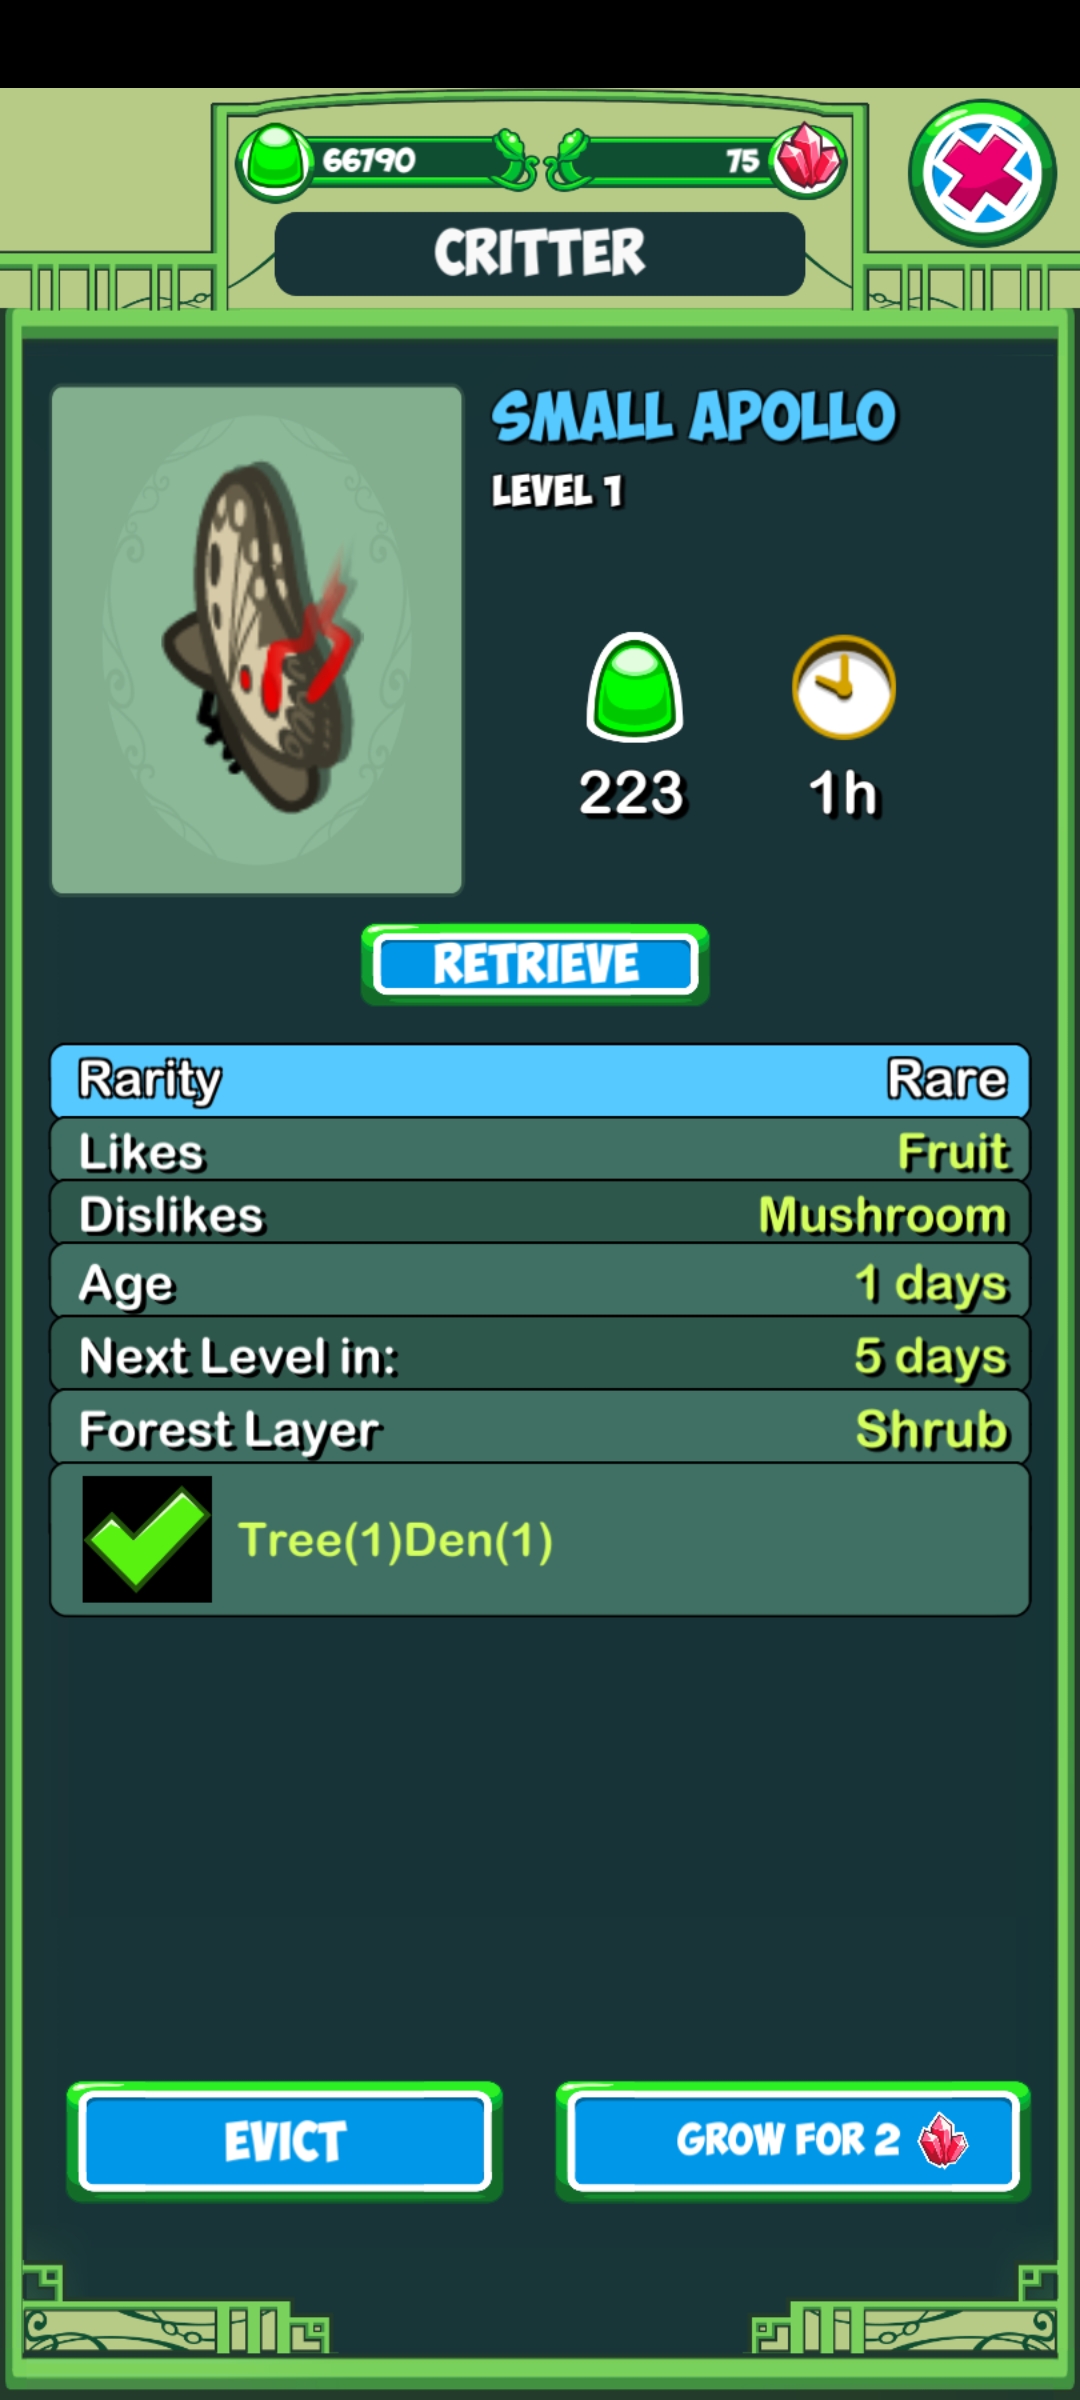 66790 75
CRITTER
SMALL APOLLO
LEVEL 1
223 1h
RETRIEVE
Rarity Rare
Likes Fruit
Dislikes Mushroom
Age 1 days
Next Level in: 5 days
Forest Layer Shrub
Tree(1)Den(1)
EVICT GROW FOR 2